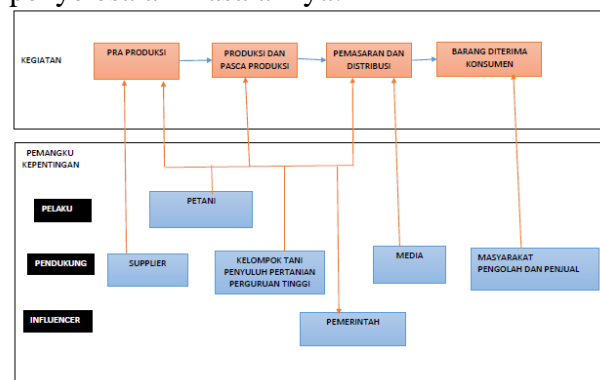 KEGIATAN
PRA PRODUKSI
PRODUKSI DAN
PASCA PRODUKSI
PEMASARAN DAN
DISTRIBUSI
BARANG DITERIMA
KONSUMEN
PEMANGKU
KEPENTINGAN
PELAKU
PETANI
PENDUKUNG
SUPPLIER
KELOMPOK TANI
PENYULUH PERTANIAN
PERGURUAN TINGGI
MEDIA
MASYARAKAT
PENGOLAH DAN PENJUAL
INFLUENCER
PEMERINTAH